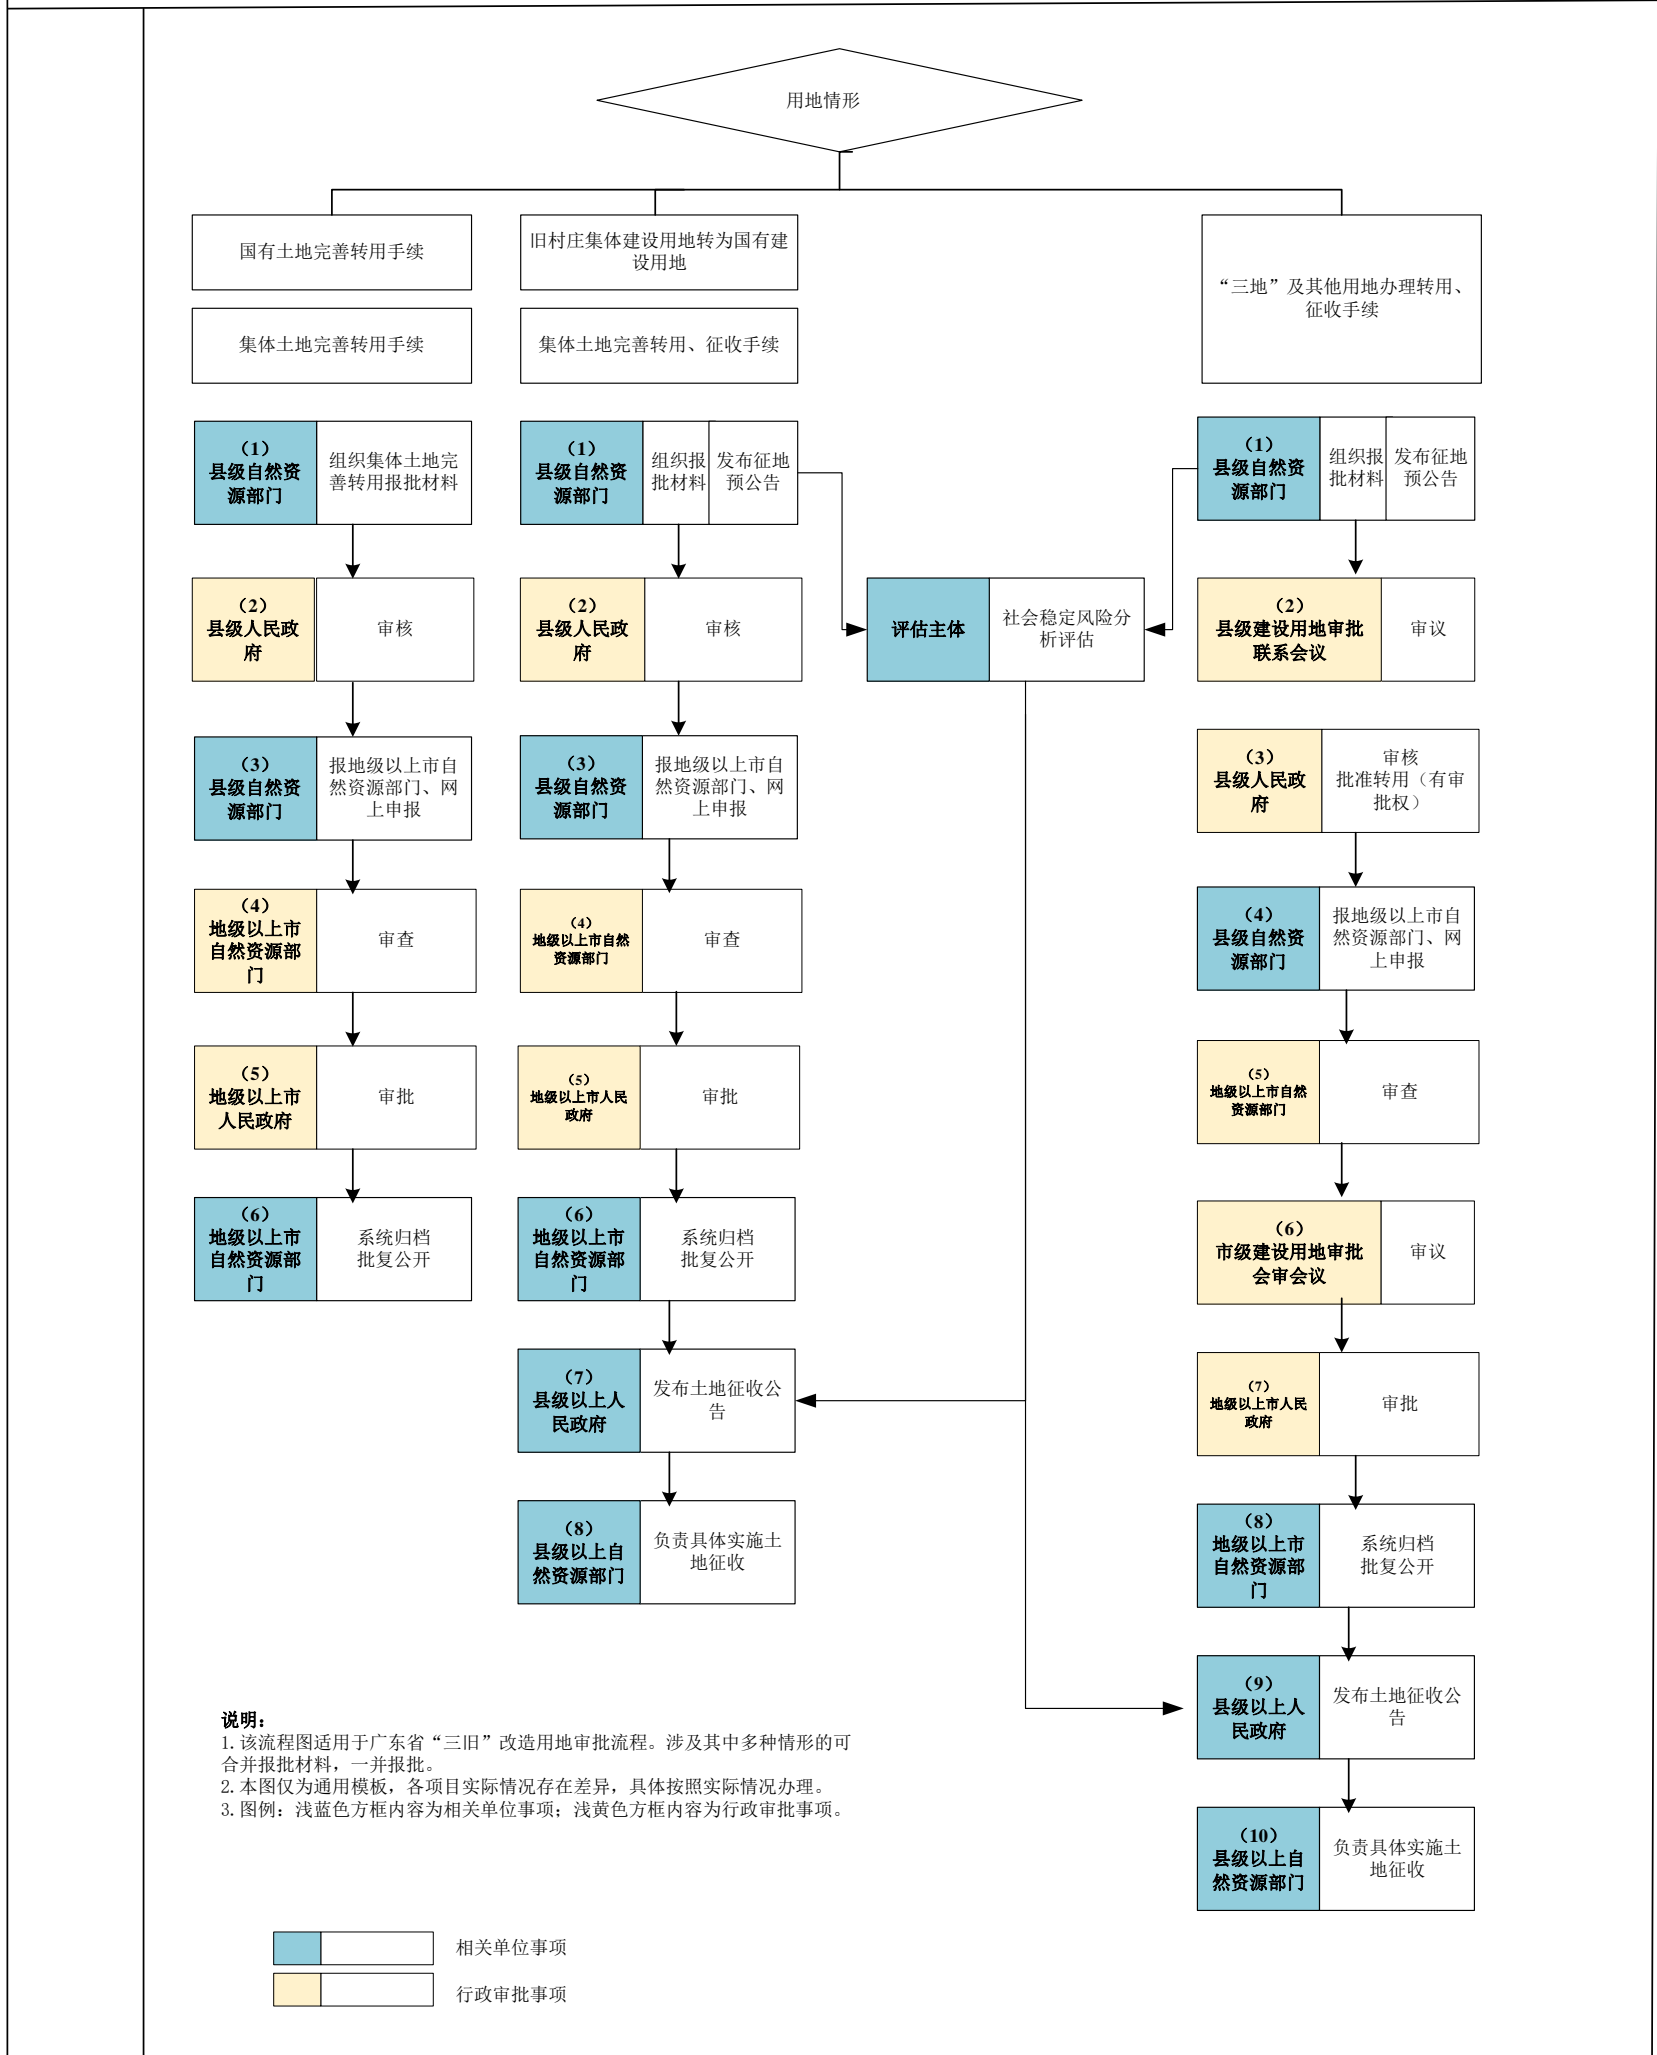 用地情形
国有土地完善转用手续
集体土地完善转用手续
旧村庄集体建设用地转为国有建
设用地
集体土地完善转用、征收手续
“三地”及其他用地办理转用、
征收手续
（1）
县级自然资
源部门
组织集体土地完
善转用报批材料
（2）
县级人民政
府
审核
（3）
县级自然资
源部门
报地级以上市自
然资源部门、网
上申报
（4）
地级以上市
自然资源部
门
审查
（5）
地级以上市
人民政府
审批
（6）
地级以上市
自然资源部
门
系统归档
批复公开
（1）
县级自然资
源部门
组织报
批材料
发布征地
预公告
（2）
县级人民政
府
审核
（3）
县级自然资
源部门
报地级以上市自
然资源部门、网
上申报
（4）
地级以上市自然
资源部门
审查
（5）
地级以上市人民
政府
审批
（6）
地级以上市
自然资源部
门
系统归档
批复公开
（7）
县级以上人
民政府
发布土地征收公
告
（8）
县级以上自
然资源部门
负责具体实施土
地征收
评估主体
社会稳定风险分
析评估
（1）
县级自然资
源部门
组织报
批材料
发布征地
预公告
（2）
县级建设用地审批
联系会议
审议
（3）
县级人民政
府
审核
批准转用（有审
批权）
（4）
县级自然资
源部门
报地级以上市自
然资源部门、网
上申报
（5）
地级以上市自然
资源部门
审查
（6）
市级建设用地审批
会审会议
审议
（7）
地级以上市人民
政府
审批
（8）
地级以上市
自然资源部
门
系统归档
批复公开
（9）
县级以上人
民政府
发布土地征收公
告
（10）
县级以上自
然资源部门
负责具体实施土
地征收
说明：
1.该流程图适用于广东省“三旧”改造用地审批流程。涉及其中多种情形的可
合并报批材料，一并报批。
2.本图仅为通用模板，各项目实际情况存在差异，具体按照实际情况办理。
3.图例：浅蓝色方框内容为相关单位事项；浅黄色方框内容为行政审批事项。
相关单位事项
行政审批事项